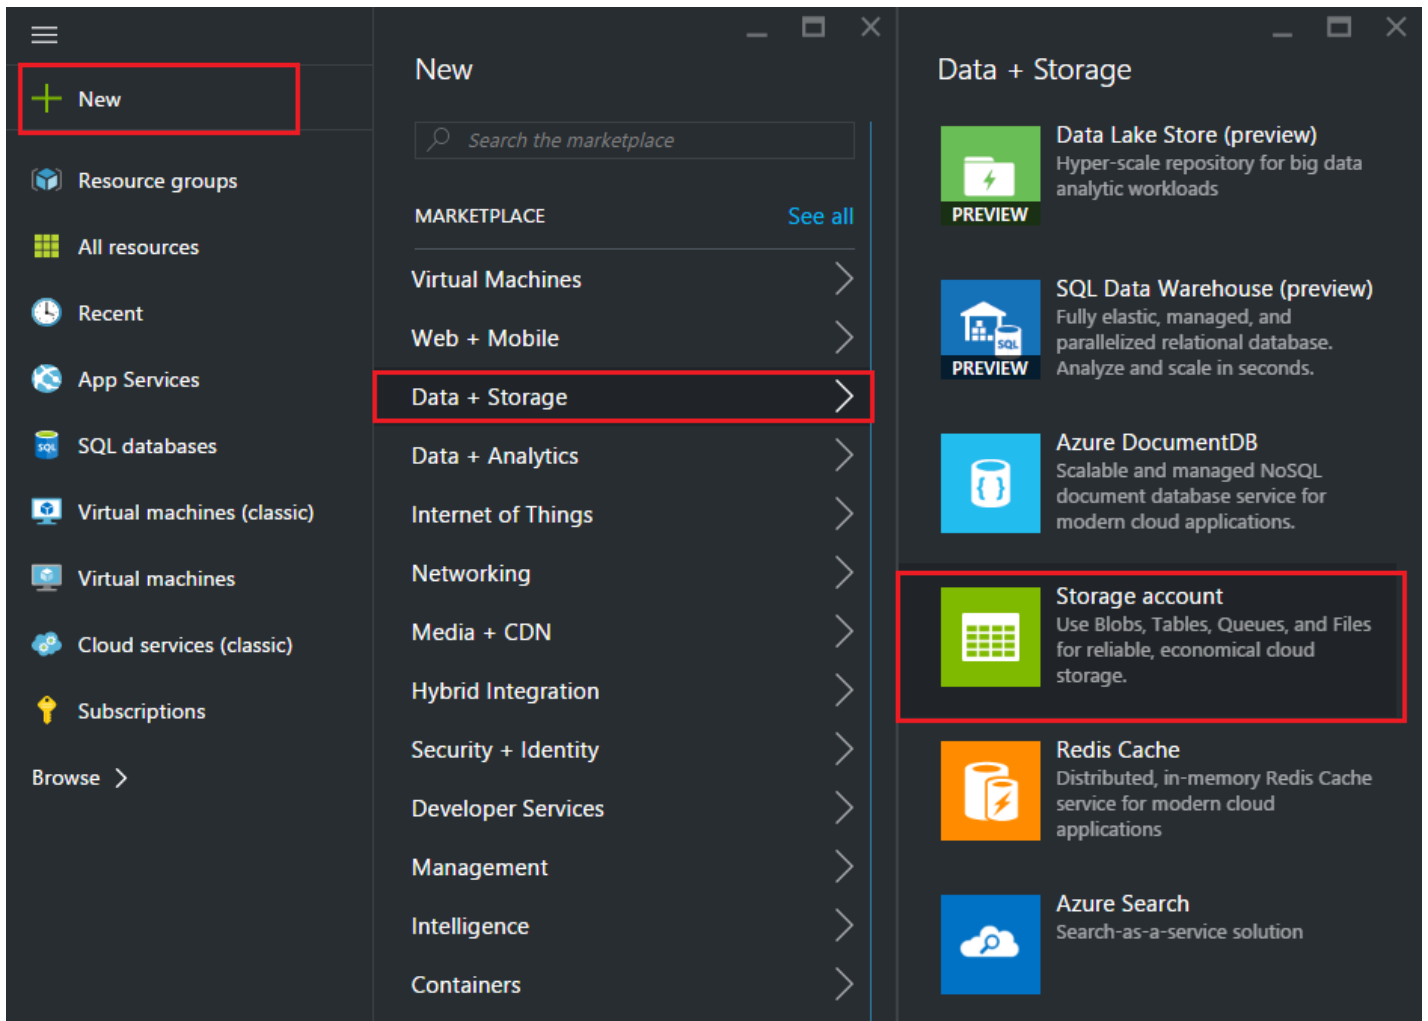 New
Resource groups
All resources
Recent
App Services
SQL
SQL databases
Virtual machines (classic)
Virtual machines
Cloud services (classic)
Subscriptions
Browse
New
Search the marketplace
MARKETPLACE
See all
Virtual Machines
Web + Mobile
Data + Storage
Data + Analytics
Internet of Things
Networking
Media + CDN
Hybrid Integration
Security + Identity
Developer Services
Management
Intelligence
Containers
Data + Storage
PREVIEW
Data Lake Store (preview)
Hyper-scale repository for big data
analytic workloads
SQL
PREVIEW
SQL Data Warehouse (preview)
Fully elastic, managed, and
parallelized relational database.
Analyze and scale in seconds.
{ }
Azure DocumentDB
Scalable and managed NoSQL
document database service for
modern cloud applications.
Storage account
Use Blobs, Tables, Queues, and Files
for reliable, economical cloud
storage.
Redis Cache
Distributed, in-memory Redis Cache
service for modern cloud
applications
Azure Search
Search-as-a-service solution